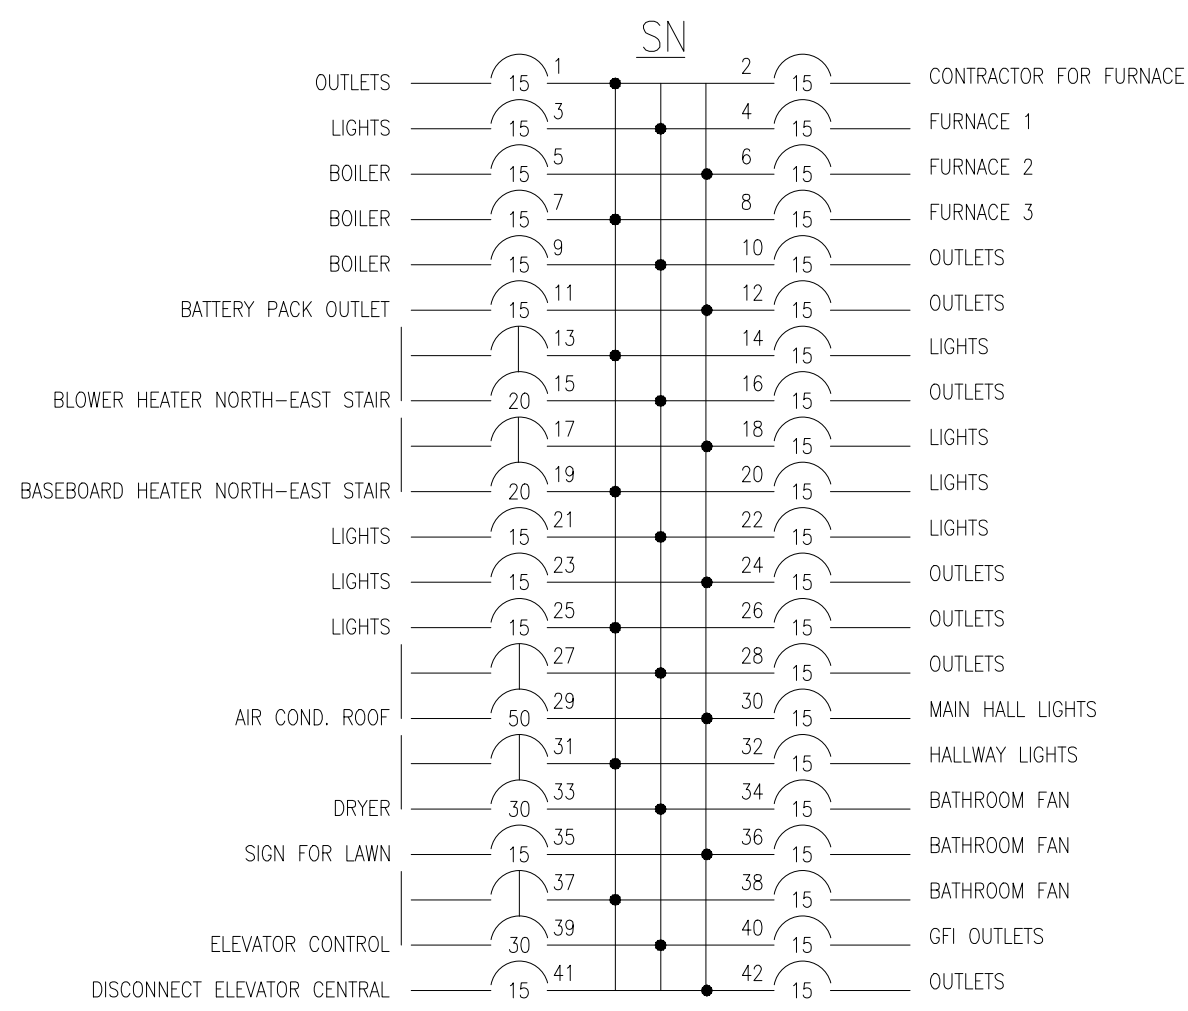 SN
OUTLETS 15 1 2 15 CONTRACTOR FOR FURNACE
LIGHTS 15 3 4 15 FURNACE 1
BOILER 15 5 6 15 FURNACE 2
BOILER 15 7 8 15 FURNACE 3
BOILER 15 9 10 15 OUTLETS
BATTERY PACK OUTLET 15 11 12 15 OUTLETS
13 14 15 LIGHTS
BLOWER HEATER NORTH-EAST STAIR 20 15 16 15 OUTLETS
17 18 15 LIGHTS
BASEBOARD HEATER NORTH-EAST STAIR 20 19 20 15 LIGHTS
LIGHTS 15 21 22 15 LIGHTS
LIGHTS 15 23 24 15 OUTLETS
LIGHTS 15 25 26 15 OUTLETS
27 28 15 OUTLETS
AIR COND. ROOF 50 29 30 15 MAIN HALL LIGHTS
31 32 15 HALLWAY LIGHTS
DRYER 30 33 34 15 BATHROOM FAN
SIGN FOR LAWN 15 35 36 15 BATHROOM FAN
37 38 15 BATHROOM FAN
ELEVATOR CONTROL 30 39 40 15 GFI OUTLETS
DISCONNECT ELEVATOR CENTRAL 15 41 42 15 OUTLETS